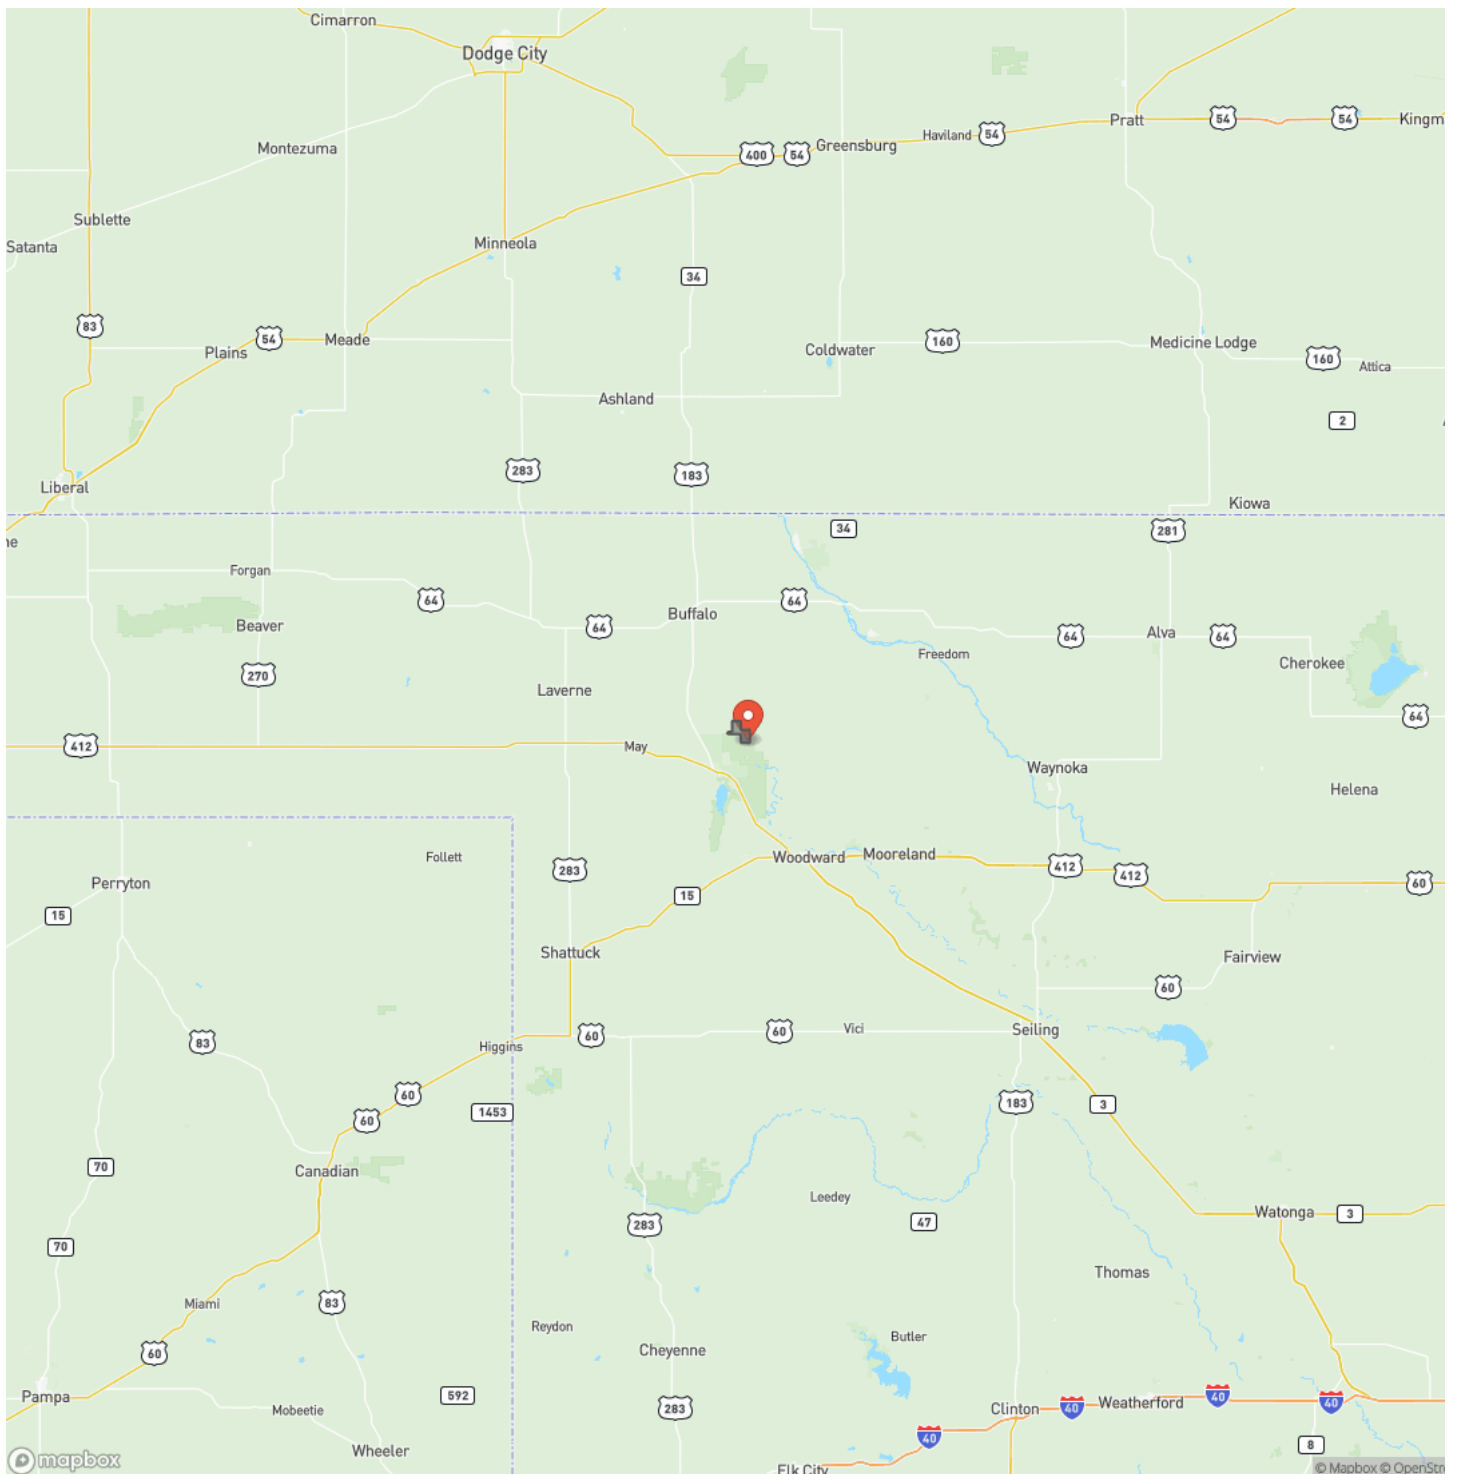 Cimarron
Dodge City
Pratt
54
54
Kingm
Haviland
54
Greensburg
400
54
Montezuma
Sublette
Satanta
Minneola
34
83
54
Meade
Plains
Coldwater
160
Medicine Lodge
160
Attica
Ashland
2
283
183
Liberal
Kiowa
ne
34
281
Forgan
64
64
Buffalo
64
Beaver
64
Alva
64
Freedom
Cherokee
270
Laverne
64
412
May
Waynoka
Helena
Follett
Woodward
Mooreland
283
412
412
60
Perryton
15
15
Shattuck
Fairview
60
83
60
60
Vici
Seiling
Higgins
60
1453
183
3
60
70
Canadian
Leedey
283
47
Watonga
3
70
Thomas
Miami
83
Reydon
Butler
60
Cheyenne
Pampa
592
283
Mobeetie
Clinton
40
Weatherford
40
40
40
8
Wheeler
mapbox
Elk City
© Mapbox © OpenStre